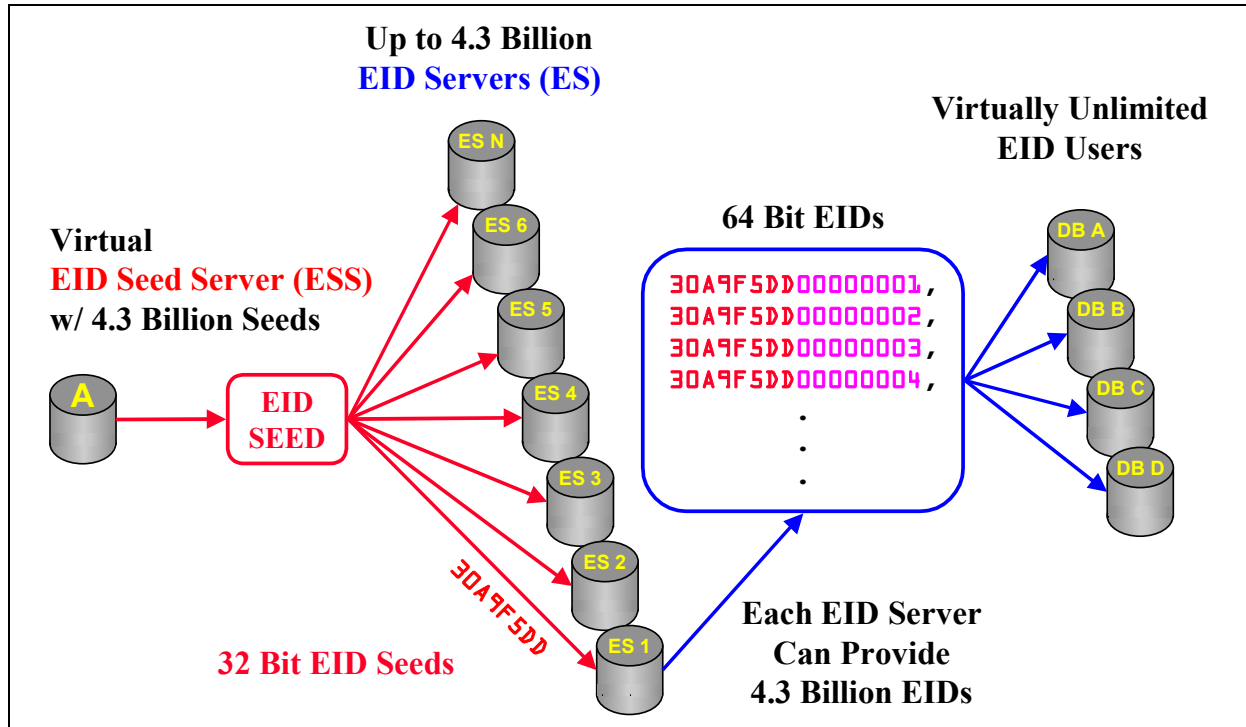 Up to 4.3 Billion
EID Servers (ES)
Virtually Unlimited
EID Users
Virtual
EID Seed Server (ESS)
w/ 4.3 Billion Seeds
A
EID
SEED
ES N
ES 6
ES 5
ES 4
ES 3
ES 2
ES 1
30A9F5DD
32 Bit EID Seeds
64 Bit EIDs
30A9F5DD00000001,
30A9F5DD00000002,
30A9F5DD00000003,
30A9F5DD00000004,
.
.
.
Each EID Server
Can Provide
4.3 Billion EIDs
DB A
DB B
DB C
DB D